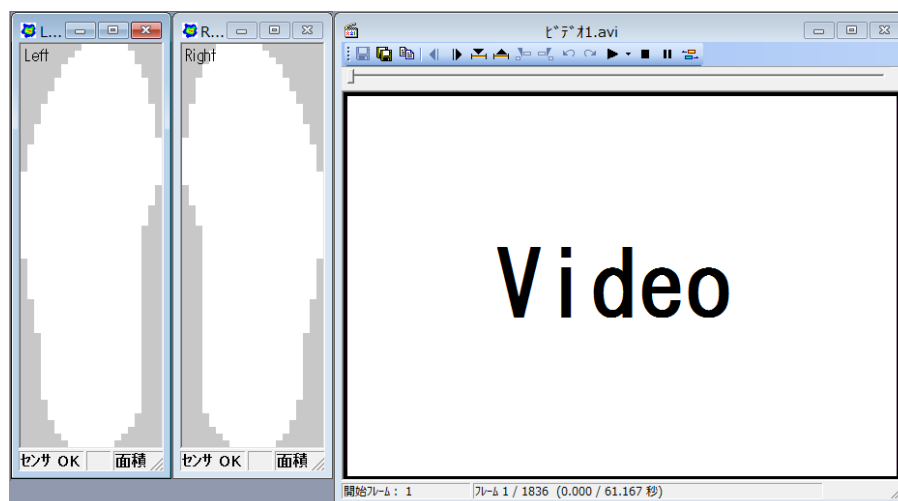 L...
R...
ﾋﾞﾃﾞｵ1.avi
Left
Right
Video
ｾﾝｻ OK
面積
ｾﾝｻ OK
面積
開始ﾌﾚｰﾑ： 1
ﾌﾚｰﾑ 1 / 1836 (0.000 / 61.167 秒)